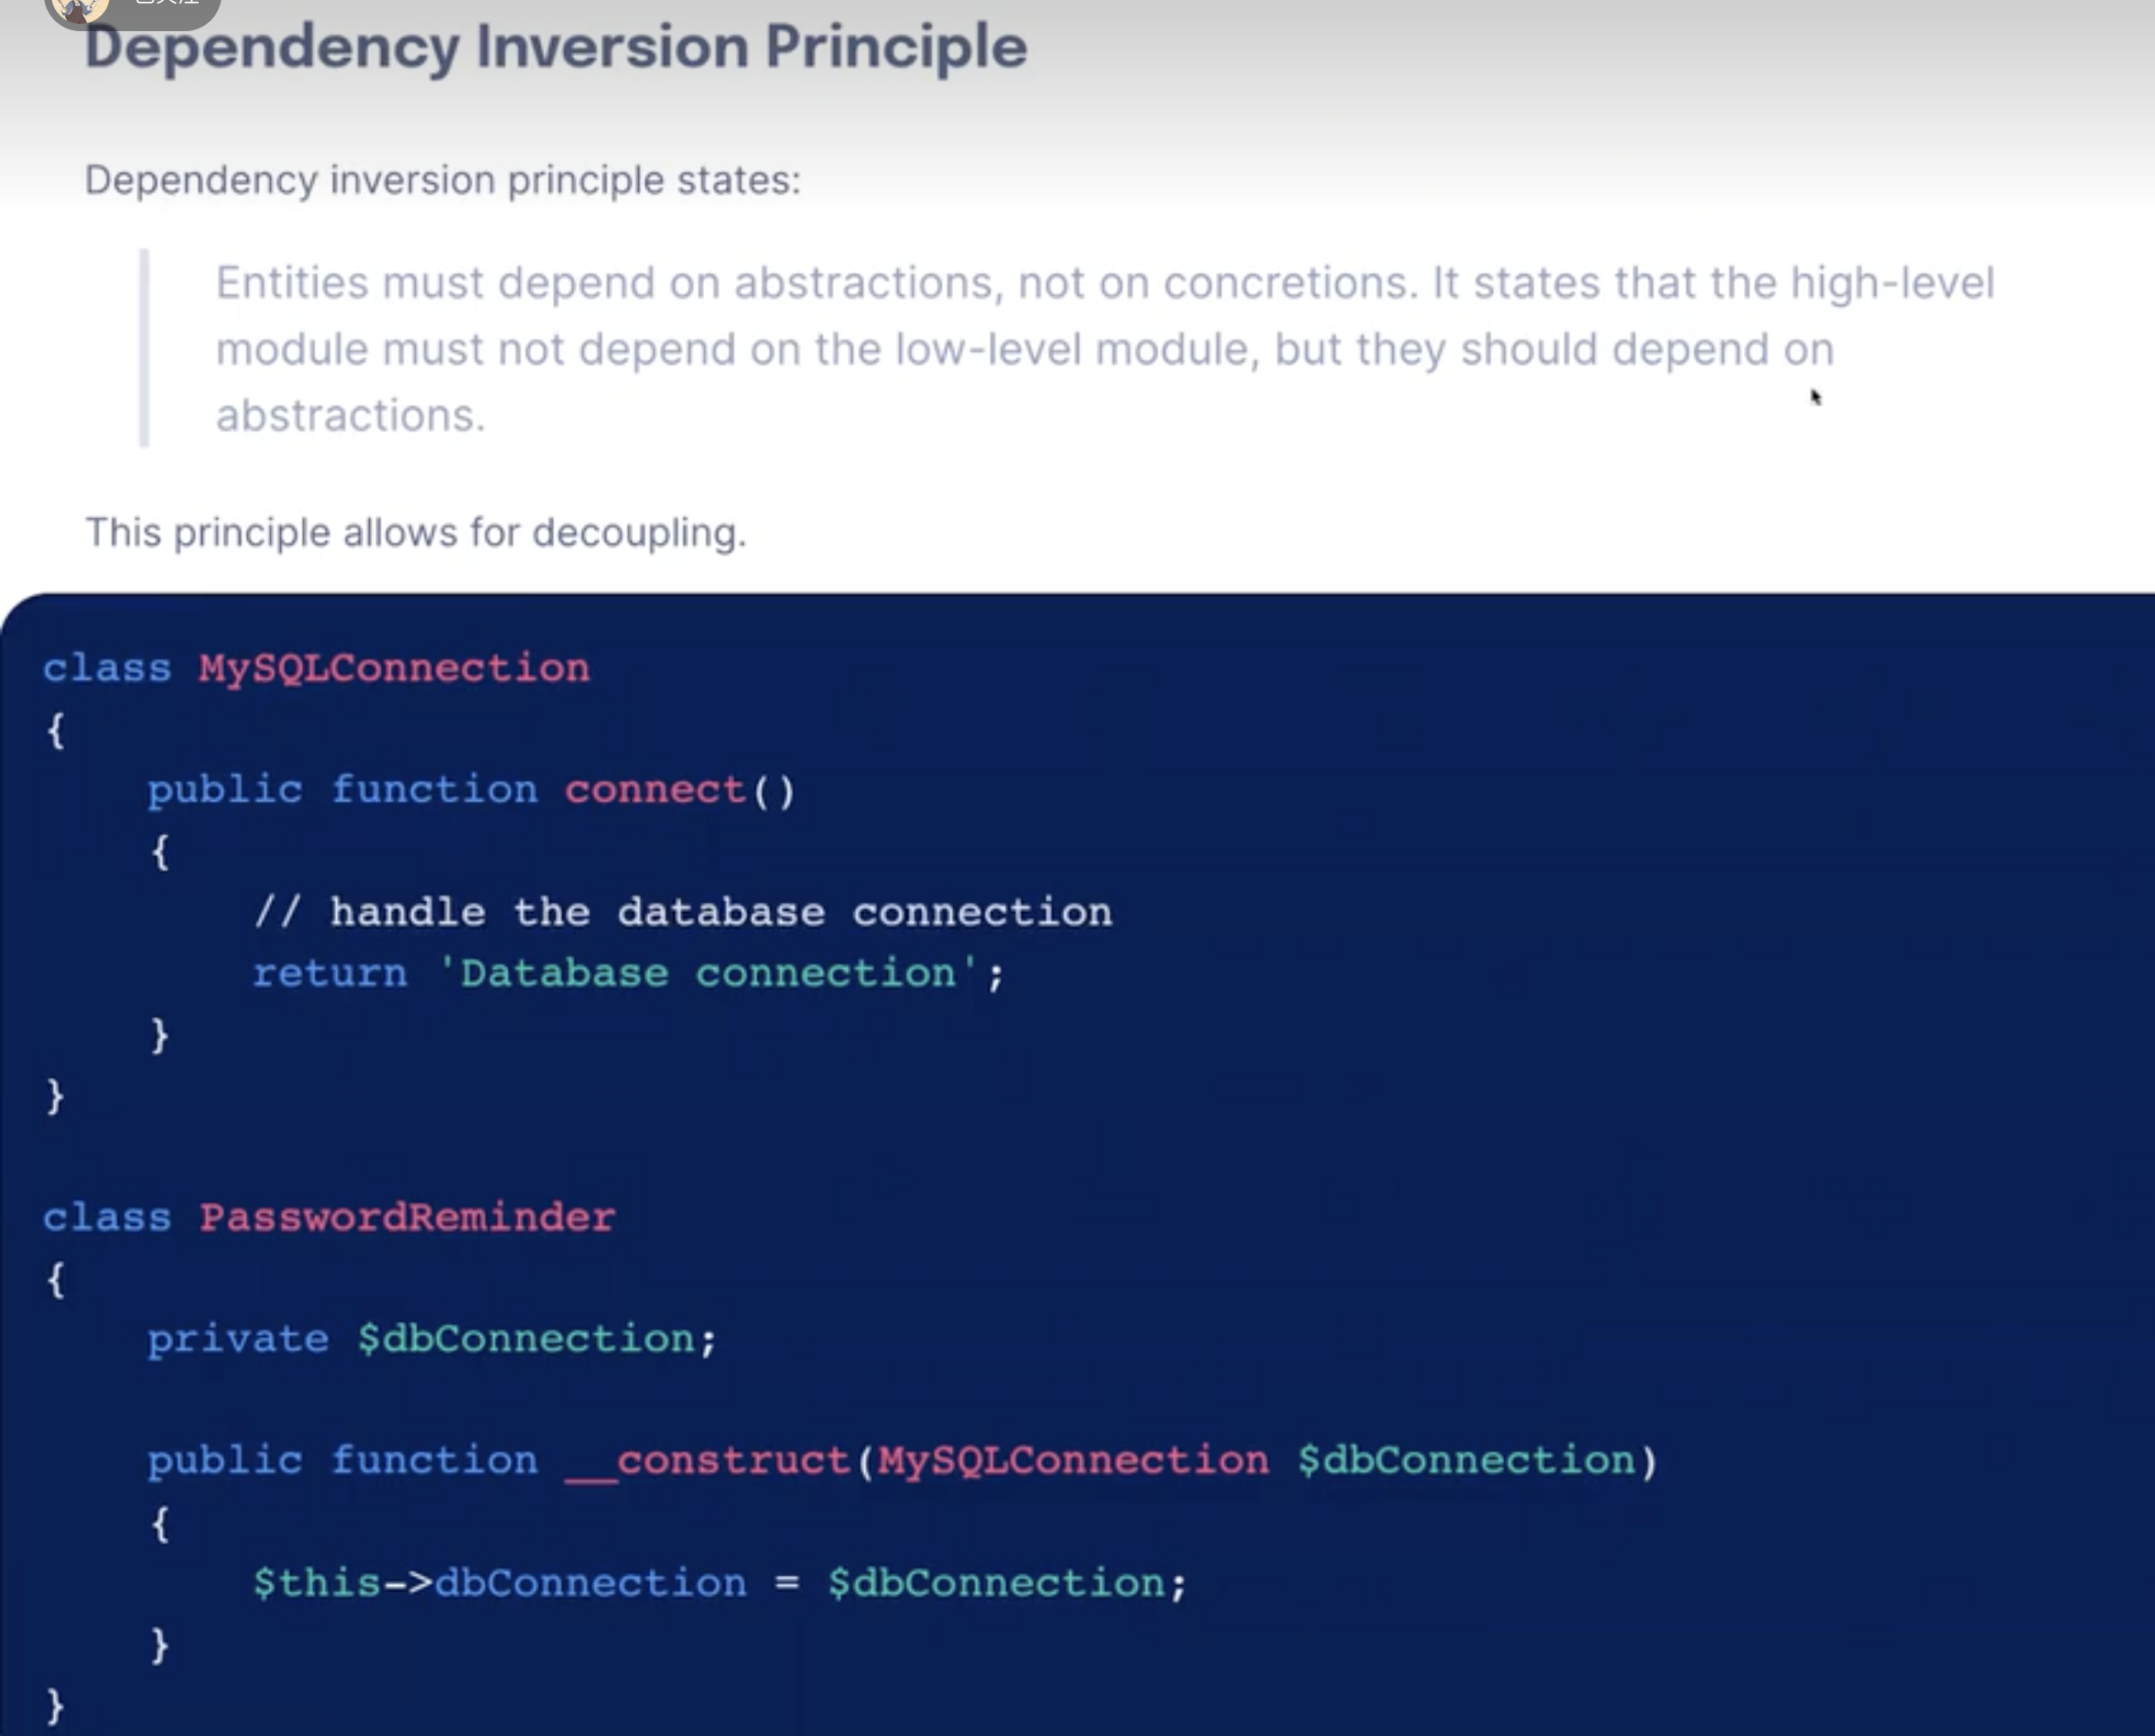 Dependency Inversion Principle
Dependency inversion principle states:
Entities must depend on abstractions, not on concretions. It states that the high-level
module must not depend on the low-level module, but they should depend on
abstractions.
This principle allows for decoupling.
class MySQLConnection
{
    public function connect()
    {
        // handle the database connection
        return 'Database connection';
    }
}
class PasswordReminder
{
    private $dbConnection;
    public function __construct(MySQLConnection $dbConnection)
    {
        $this->dbConnection = $dbConnection;
    }
}